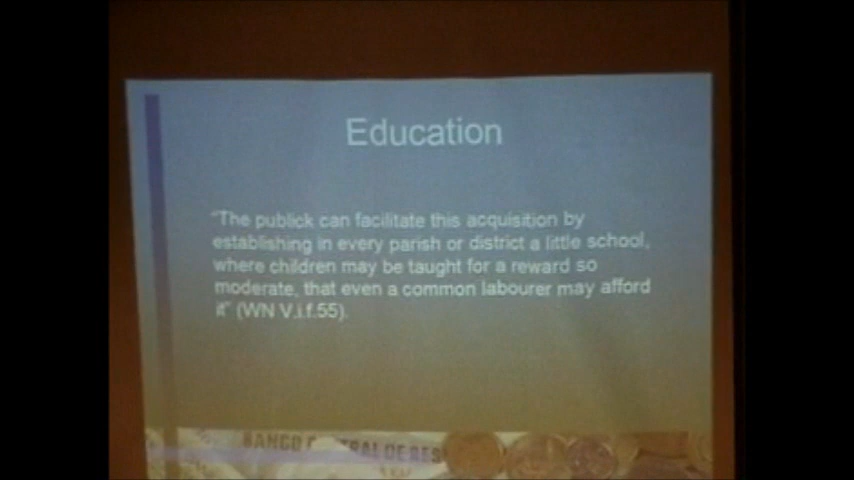 Education
"The publick can facilitate this acquisition by
establishing in every parish or district a little school,
where children may be taught for a reward so
moderate, that even a common labourer may afford
it" (WN V.i.f.55).
BANCO